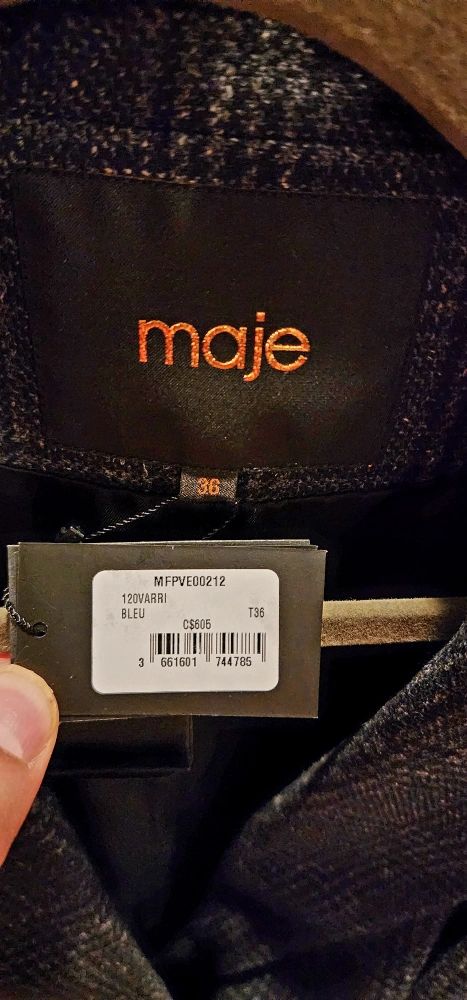 maje
36
MFPVE00212
120VARRI
BLEU T36
C$605
3 661601 744785